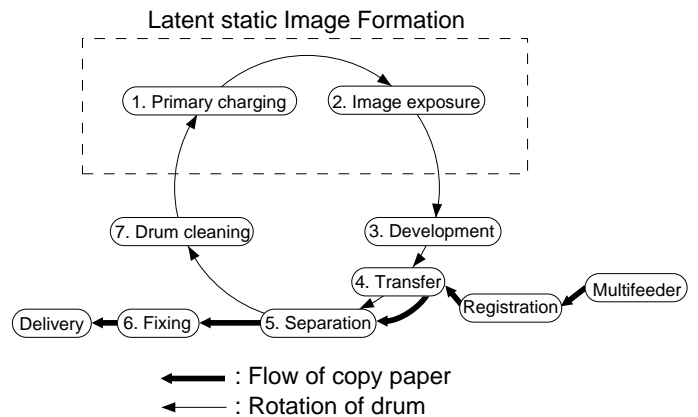 Latent static Image Formation
1. Primary charging
2. Image exposure
7. Drum cleaning
3. Development
4. Transfer
Multifeeder
Registration
Delivery
6. Fixing
5. Separation
: Flow of copy paper
: Rotation of drum